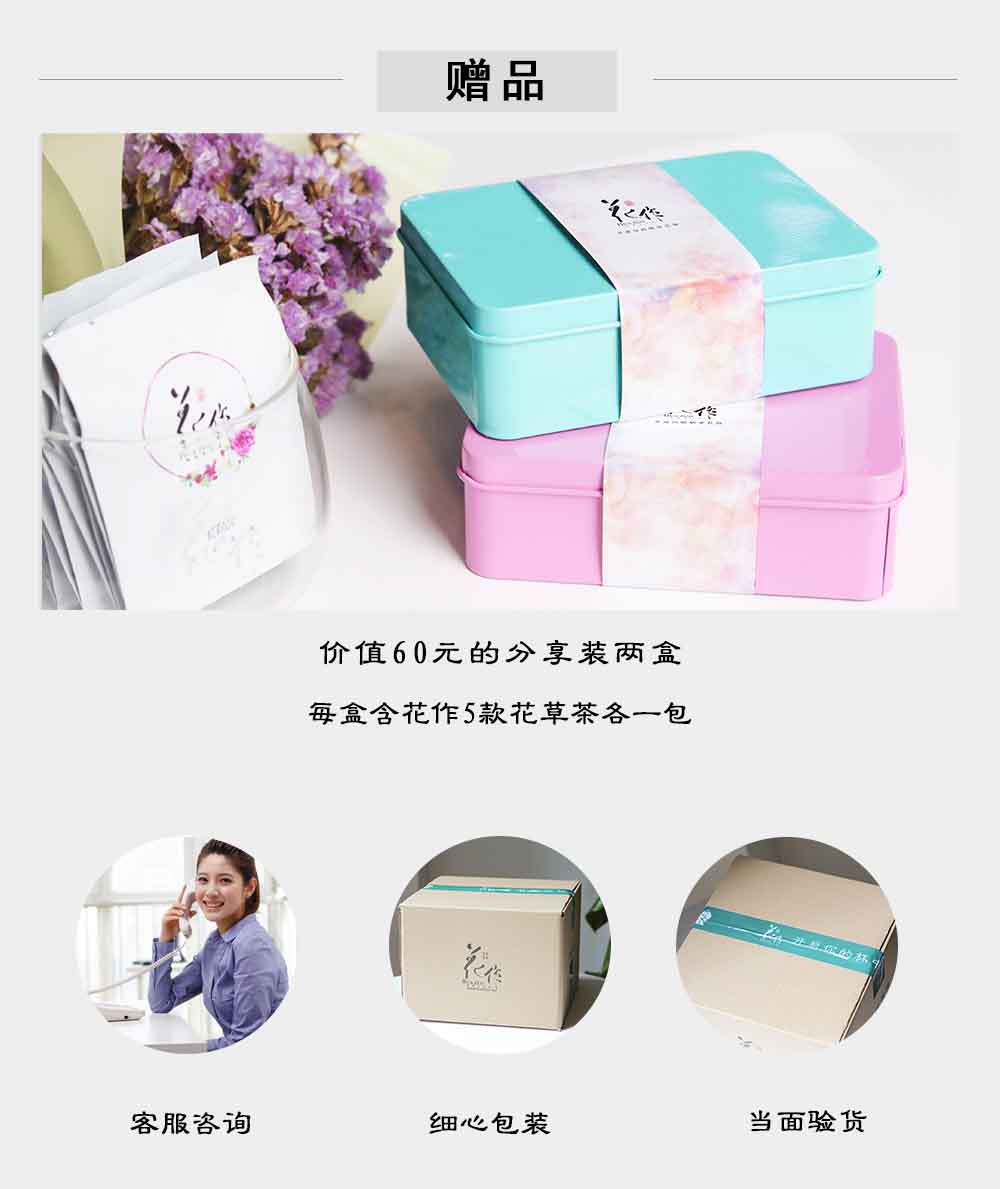 赠品
花作
花作
花作
价值60元的分享装两盒
每盒含花作5款花草茶各一包
花作
花作 开启你的杯中
客服咨询
细心包装
当面验货